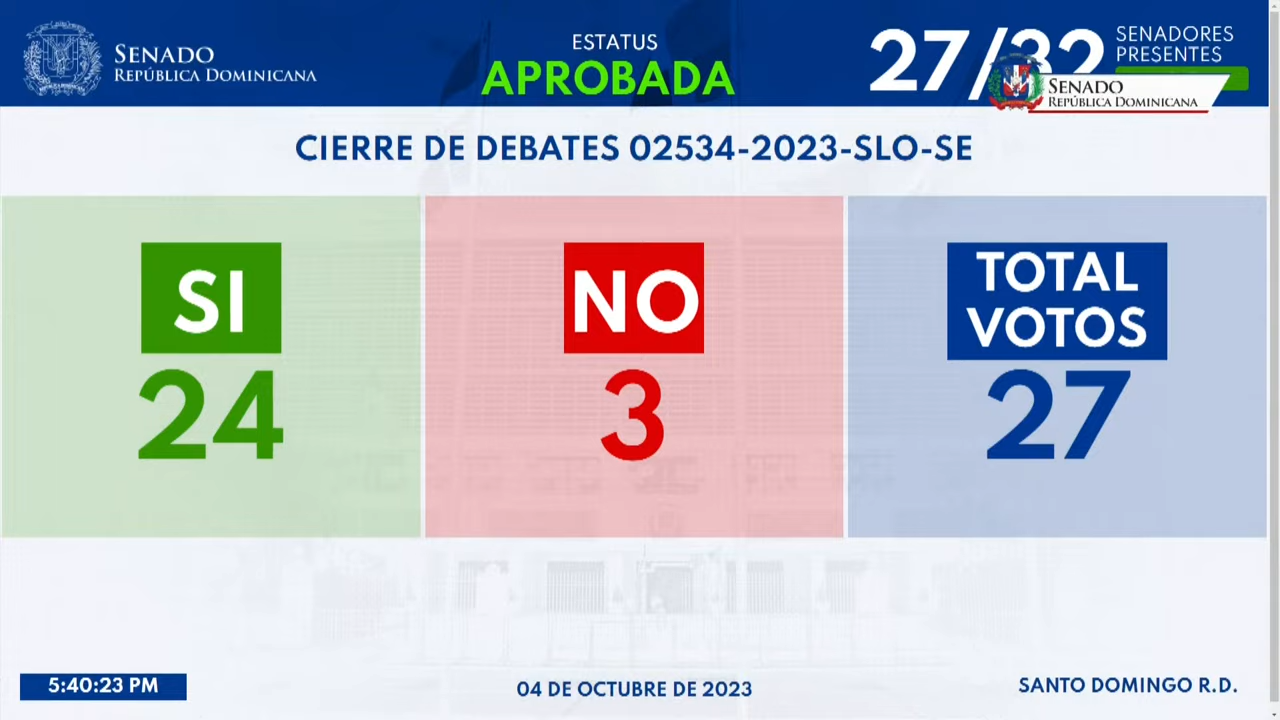 SENADO
REPÚBLICA DOMINICANA
ESTATUS
APROBADA
27/32
SENADORES
PRESENTES
SENADO
REPÚBLICA DOMINICANA
CIERRE DE DEBATES 02534-2023-SLO-SE
SI
24
NO
3
TOTAL
VOTOS
27
5:40:23 PM
04 DE OCTUBRE DE 2023
SANTO DOMINGO R.D.